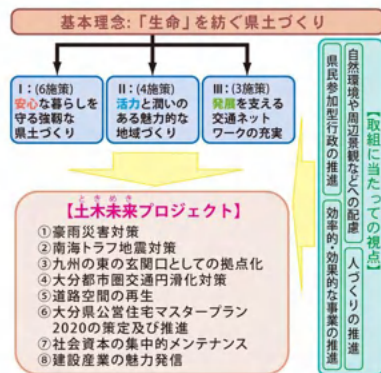 基本理念:「生命」を紡ぐ県土づくり
Ⅰ:(6施策)
安心な暮らしを
守る強靱な
県土づくり
Ⅱ:(4施策)
活力と潤いの
ある魅力的な
地域づくり
Ⅲ:(3施策)
発展を支える
交通ネット
ワークの充実
【取組に当たっての視点】
自然環境や周辺景観などへの配慮
人づくりの推進
県民参加型行政の推進
効率的・効果的な事業の推進
ときめき
【土木未来プロジェクト】
①豪雨災害対策
②南海トラフ地震対策
③九州の東の玄関口としての拠点化
④大分都市圏交通円滑化対策
⑤道路空間の再生
⑥大分県公営住宅マスタープラン
2020の策定及び推進
⑦社会資本の集中的メンテナンス
⑧建設産業の魅力発信